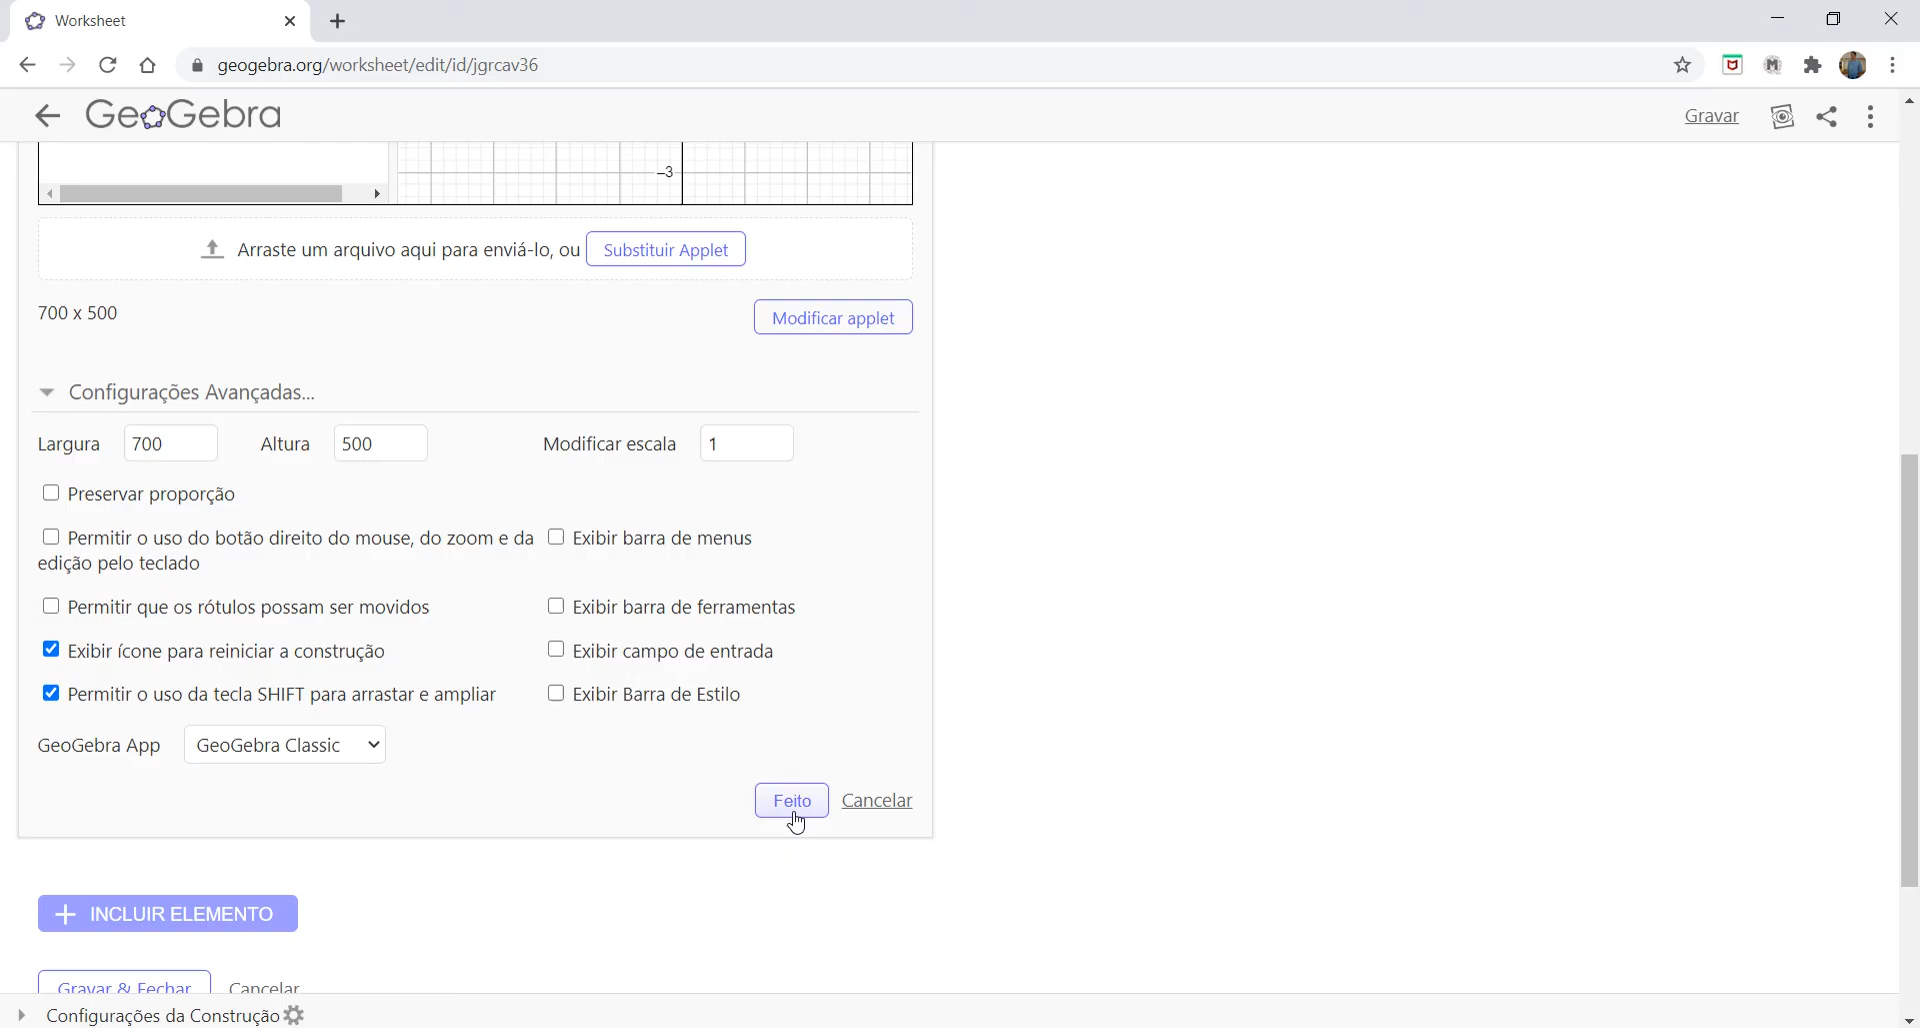 Worksheet
geogebra.org/worksheet/edit/id/jgrcav36
GeoGebra
Gravar
-3
Arraste um arquivo aqui para enviá-lo, ou Substituir Applet
700 x 500
Modificar applet
Configurações Avançadas...
Largura 700 Altura 500 Modificar escala 1
Preservar proporção
Permitir o uso do botão direito do mouse, do zoom e da edição pelo teclado
Exibir barra de menus
Permitir que os rótulos possam ser movidos
Exibir barra de ferramentas
Exibir ícone para reiniciar a construção
Exibir campo de entrada
Permitir o uso da tecla SHIFT para arrastar e ampliar
Exibir Barra de Estilo
GeoGebra App GeoGebra Classic
Feito Cancelar
+ INCLUIR ELEMENTO
Gravar & Fechar Cancelar
Configurações da Construção